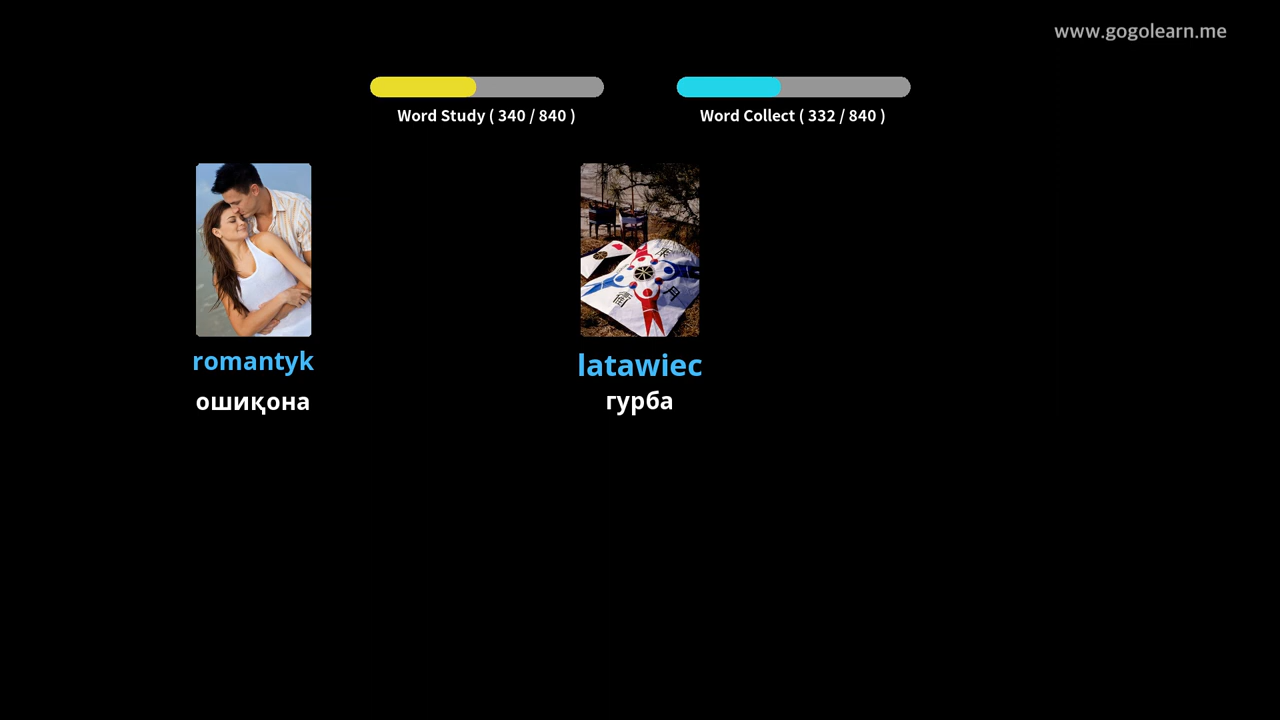 www.gogolearn.me
Word Study ( 340 / 840 )
Word Collect ( 332 / 840 )
romantyk
ошиқона
latawiec
гурба